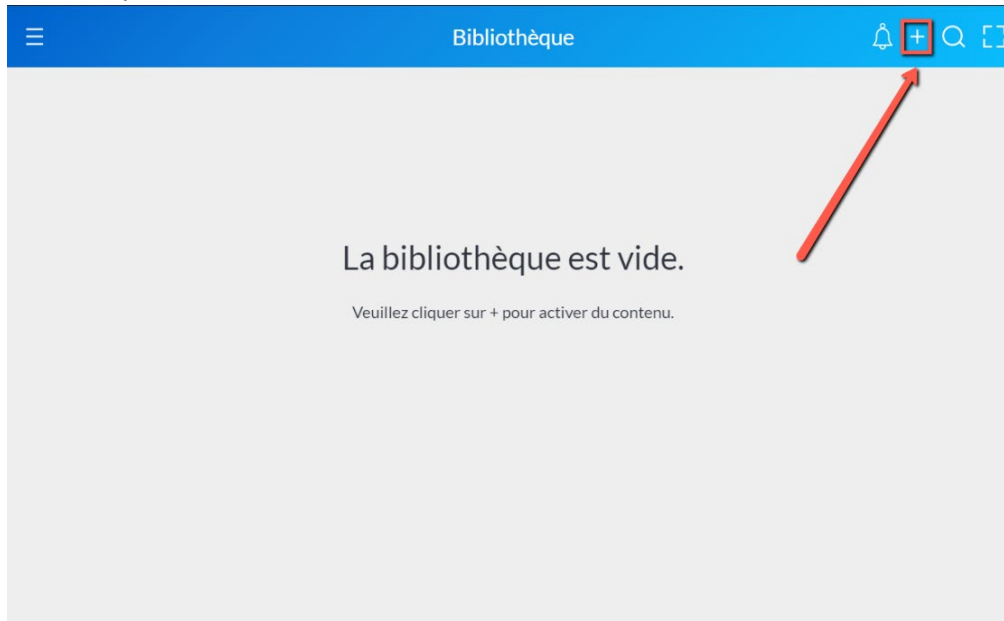 Bibliothèque
La bibliothèque est vide.
Veuillez cliquer sur + pour activer du contenu.